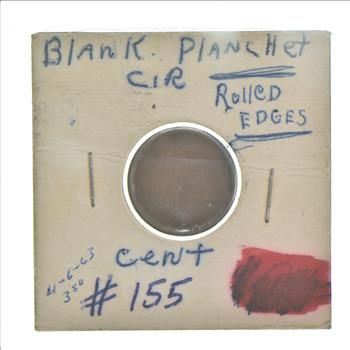 BLANK. PLANCHET
CIR
ROLLED
EDGES
CENT
11-6-63
350
# 155